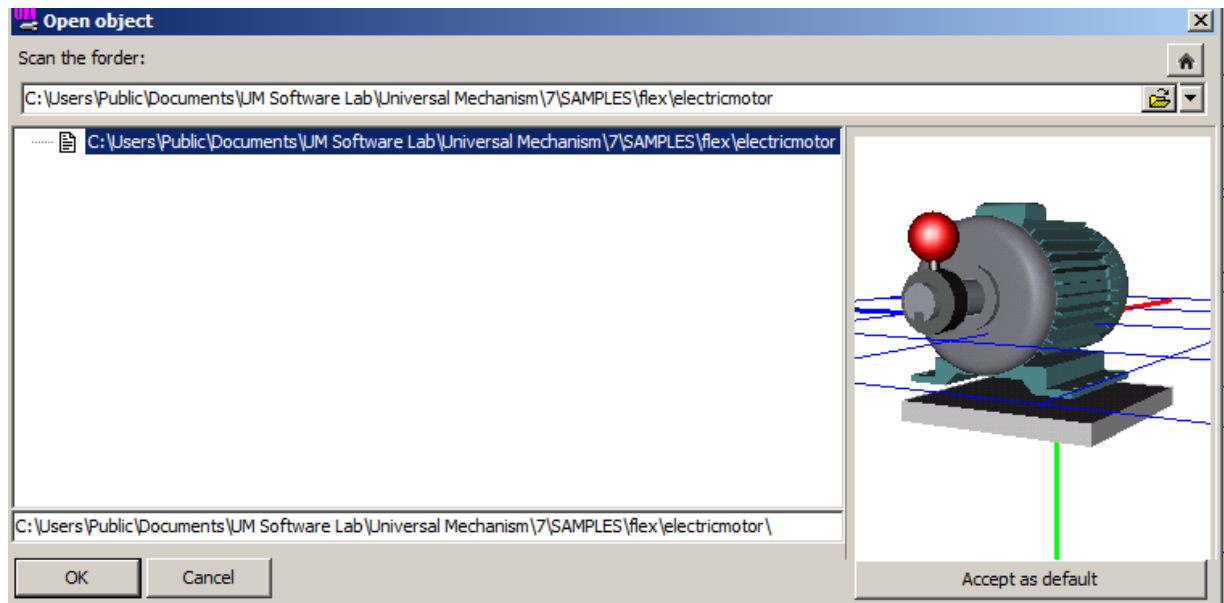 UM Open object
Scan the forder:
C:\Users\Public\Documents\UM Software Lab\Universal Mechanism\7\SAMPLES\flex\electricmotor
C:\Users\Public\Documents\UM Software Lab\Universal Mechanism\7\SAMPLES\flex\electricmotor
C:\Users\Public\Documents\UM Software Lab\Universal Mechanism\7\SAMPLES\flex\electricmotor\
OK Cancel Accept as default